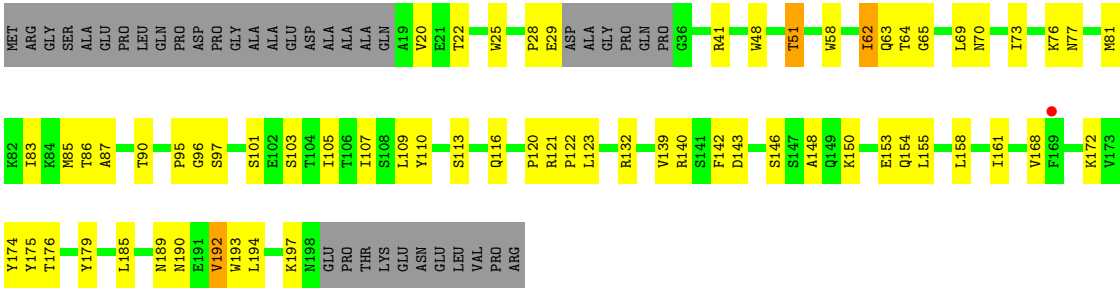 MET ARG GLY SER ALA GLU PRO LEU GLN PRO ASP PRO GLY ALA ALA GLU ASP ALA ALA ALA GLN A19 V20 E21 T22 W25 P28 E29 ASP ALA GLY PRO GLN PRO G36 R41 W48 T51 W58 I62 Q63 T64 G65 L69 N70 I73 K76 N77 M81
K82 I83 K84 M85 T86 A87 T90 P95 G96 S97 S101 E102 S103 T104 I105 T106 I107 S108 L109 Y110 S113 Q116 P120 R121 P122 L123 R132 V139 R140 S141 F142 D143 S146 S147 A148 Q149 K150 E153 Q154 L155 L158 I161 V168 F169 K172 V173
Y174 Y175 T176 Y179 L185 N189 N190 E191 V192 W193 L194 K197 N198 GLU PRO THR LYS GLU ASN GLU LEU VAL PRO ARG